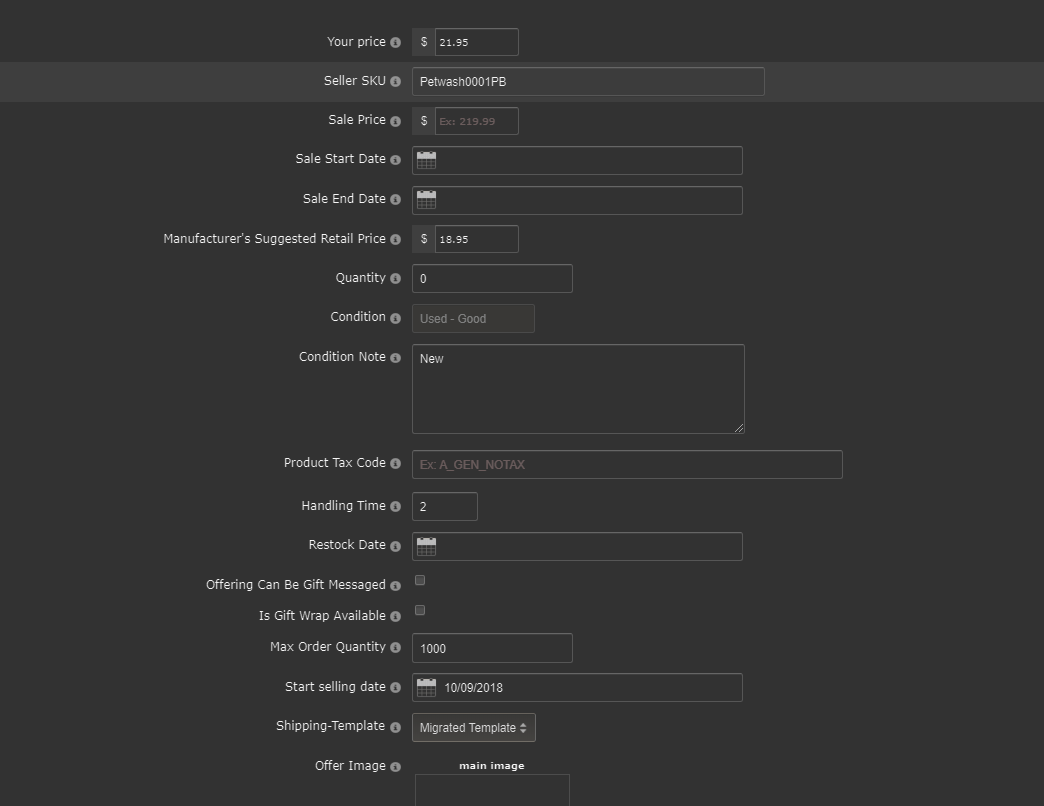 Your price $ 21.95
Seller SKU Petwash0001PB
Sale Price $ Ex: 219.99
Sale Start Date
Sale End Date
Manufacturer's Suggested Retail Price $ 18.95
Quantity 0
Condition Used - Good
Condition Note New
Product Tax Code Ex: A_GEN_NOTAX
Handling Time 2
Restock Date
Offering Can Be Gift Messaged
Is Gift Wrap Available
Max Order Quantity 1000
Start selling date 10/09/2018
Shipping-Template Migrated Template
Offer Image main image